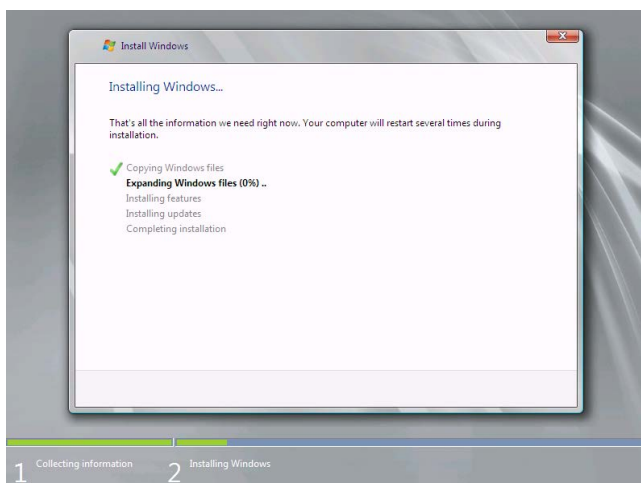 Install Windows
Installing Windows...
That's all the information we need right now. Your computer will restart several times during
installation.
Copying Windows files
Expanding Windows files (0%) ..
Installing features
Installing updates
Completing installation
1 Collecting information 2 Installing Windows